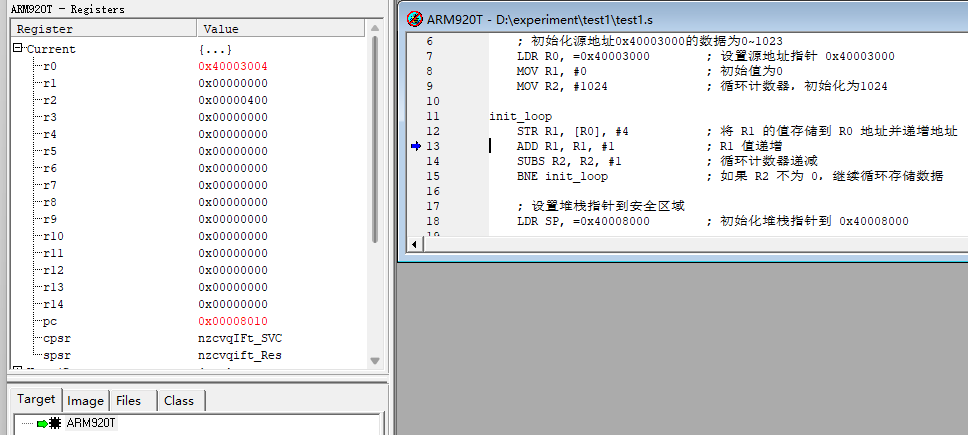 ARM920T - Registers
Register Value
Current {...}
r0 0x40003004
r1 0x00000000
r2 0x00000400
r3 0x00000000
r4 0x00000000
r5 0x00000000
r6 0x00000000
r7 0x00000000
r8 0x00000000
r9 0x00000000
r10 0x00000000
r11 0x00000000
r12 0x00000000
r13 0x00000000
r14 0x00000000
pc 0x00008010
cpsr nzcvqIFt_SVC
spsr nzcvqift_Res
Target Image Files Class
ARM920T
ARM920T - D:\experiment\test1\test1.s
6 ; 初始化源地址0x40003000的数据为0~1023
7 LDR R0, =0x40003000 ; 设置源地址指针 0x40003000
8 MOV R1, #0 ; 初始值为0
9 MOV R2, #1024 ; 循环计数器，初始化为1024
10
11 init_loop
12 STR R1, [R0], #4 ; 将 R1 的值存储到 R0 地址并递增地址
13 ADD R1, R1, #1 ; R1 值递增
14 SUBS R2, R2, #1 ; 循环计数器递减
15 BNE init_loop ; 如果 R2 不为 0，继续循环存储数据
16
17 ; 设置堆栈指针到安全区域
18 LDR SP, =0x40008000 ; 初始化堆栈指针到 0x40008000
19